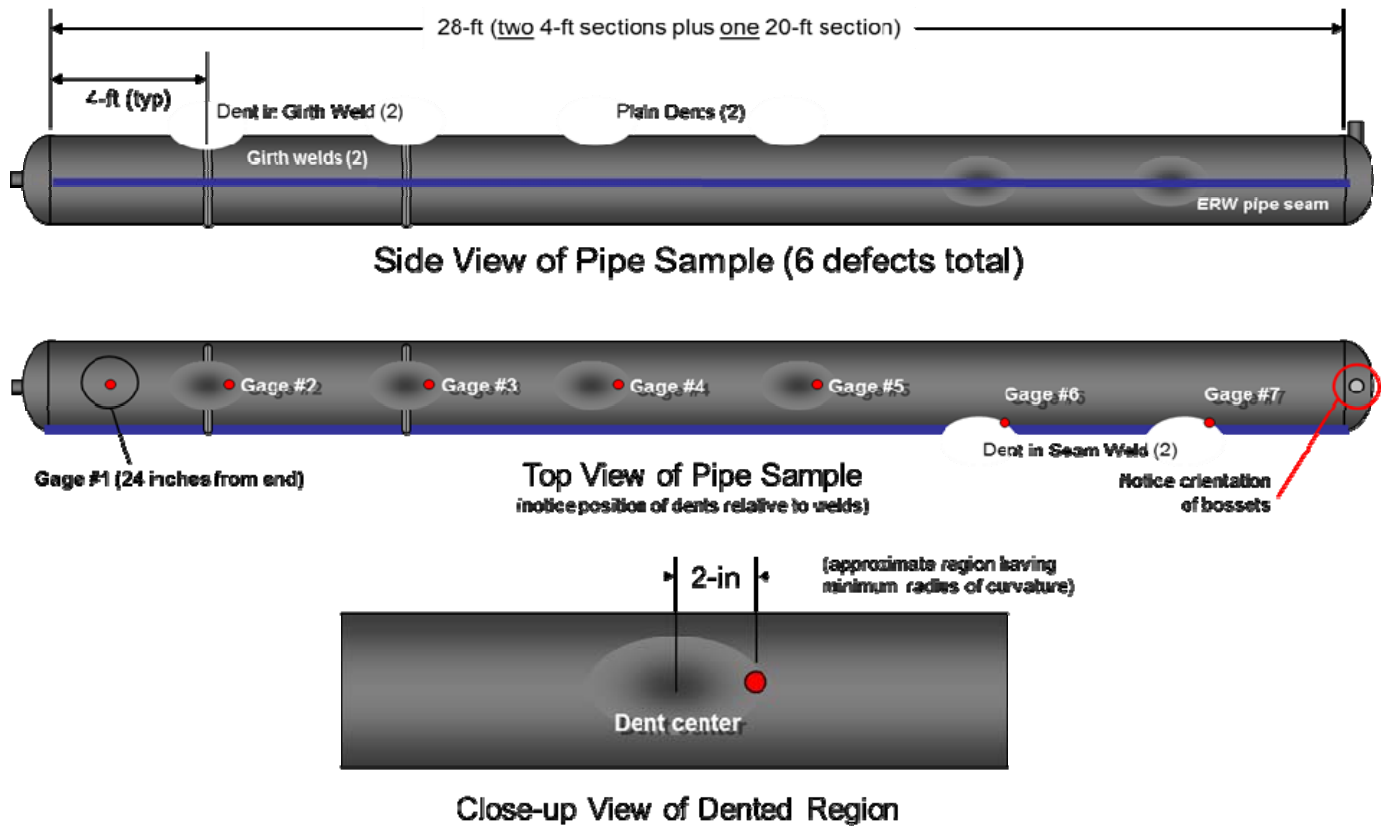 28-ft (two 4-ft sections plus one 20-ft section)
4-ft (typ)
Dent in Girth Weld (2)
Plain Dents (2)
Girth welds (2)
ERW pipe seam
Side View of Pipe Sample (6 defects total)
Gage #2
Gage #3
Gage #4
Gage #5
Gage #6
Gage #7
Dent in Seam Weld (2)
Gage #1 (24 inches from end)
Top View of Pipe Sample
(notice position of dents relative to welds)
Notice orientation
of bossets
2-in
(approximate region having
minimum radius of curvature)
Dent center
Close-up View of Dented Region